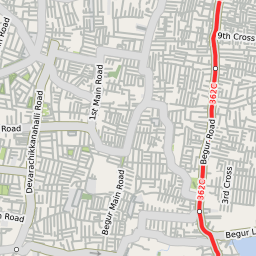 9th Cross
362C
1st Main Road
Devarachikkanahalli Road
Road
Begur Road
3rd Cross
362C
Begur Main Road
n Road
Begur L